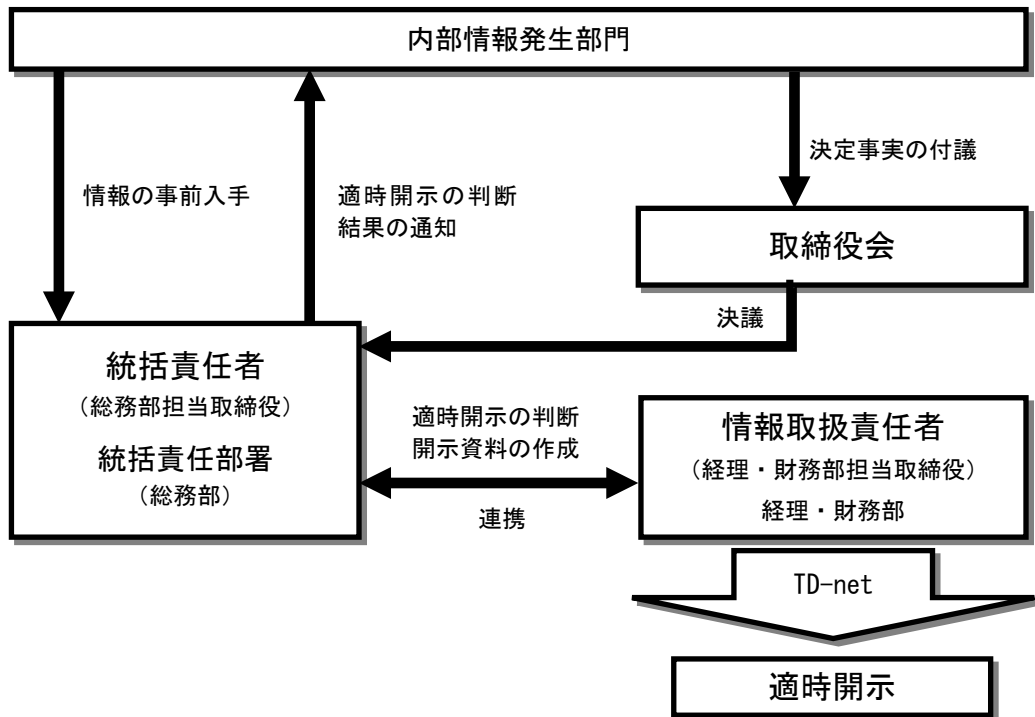 内部情報発生部門
決定事実の付議
情報の事前入手
適時開示の判断
結果の通知
取締役会
決議
統括責任者
（総務部担当取締役）
統括責任部署
（総務部）
適時開示の判断
開示資料の作成
連携
情報取扱責任者
（経理・財務部担当取締役）
経理・財務部
TD-net
適時開示